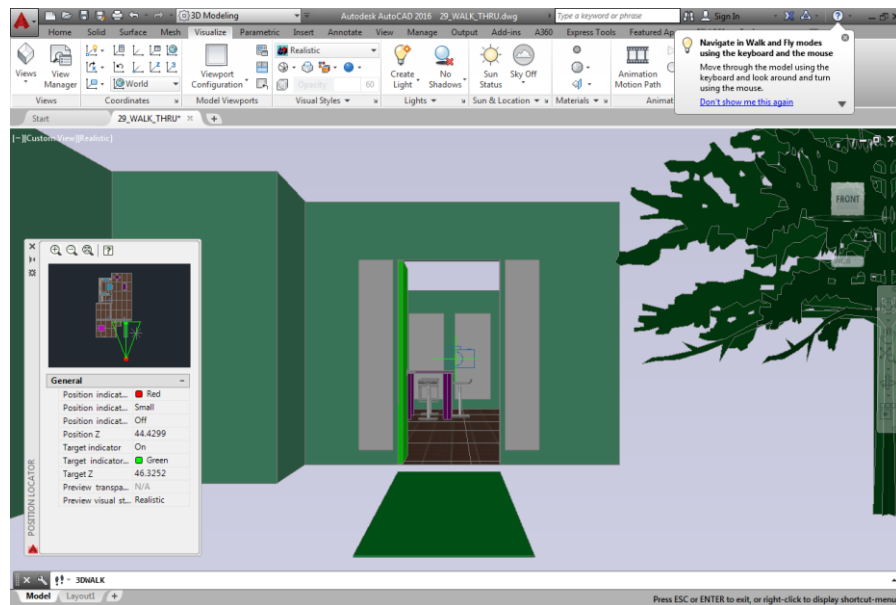 3D Modeling
Autodesk AutoCAD 2016 29_WALK_THRU.dwg
Type a keyword or phrase
Sign In
Home Solid Surface Mesh Visualize Parametric Insert Annotate View Manage Output Add-ins A360 Express Tools Featured Ap
Views
View Manager
World
Viewport Configuration
Realistic
Opacity 60
Create Light
No Shadows
Sun Status
Sky Off
Animation Motion Path
Views Coordinates Model Viewports Visual Styles Lights Sun & Location Materials Animat
Navigate in Walk and Fly modes
using the keyboard and the mouse
Move through the model using the
keyboard and look around and turn
using the mouse.
Don't show me this again
Start 29_WALK_THRU*
[−][Custom View][Realistic]
FRONT
General
Position indicat... Red
Position indicat... Small
Position indicat... Off
Position Z 44.4299
Target indicator On
Target indicator... Green
Target Z 46.3252
Preview transpa... N/A
Preview visual st... Realistic
POSITION LOCATOR
3DWALK
Model Layout1 +
Press ESC or ENTER to exit, or right-click to display shortcut-menu